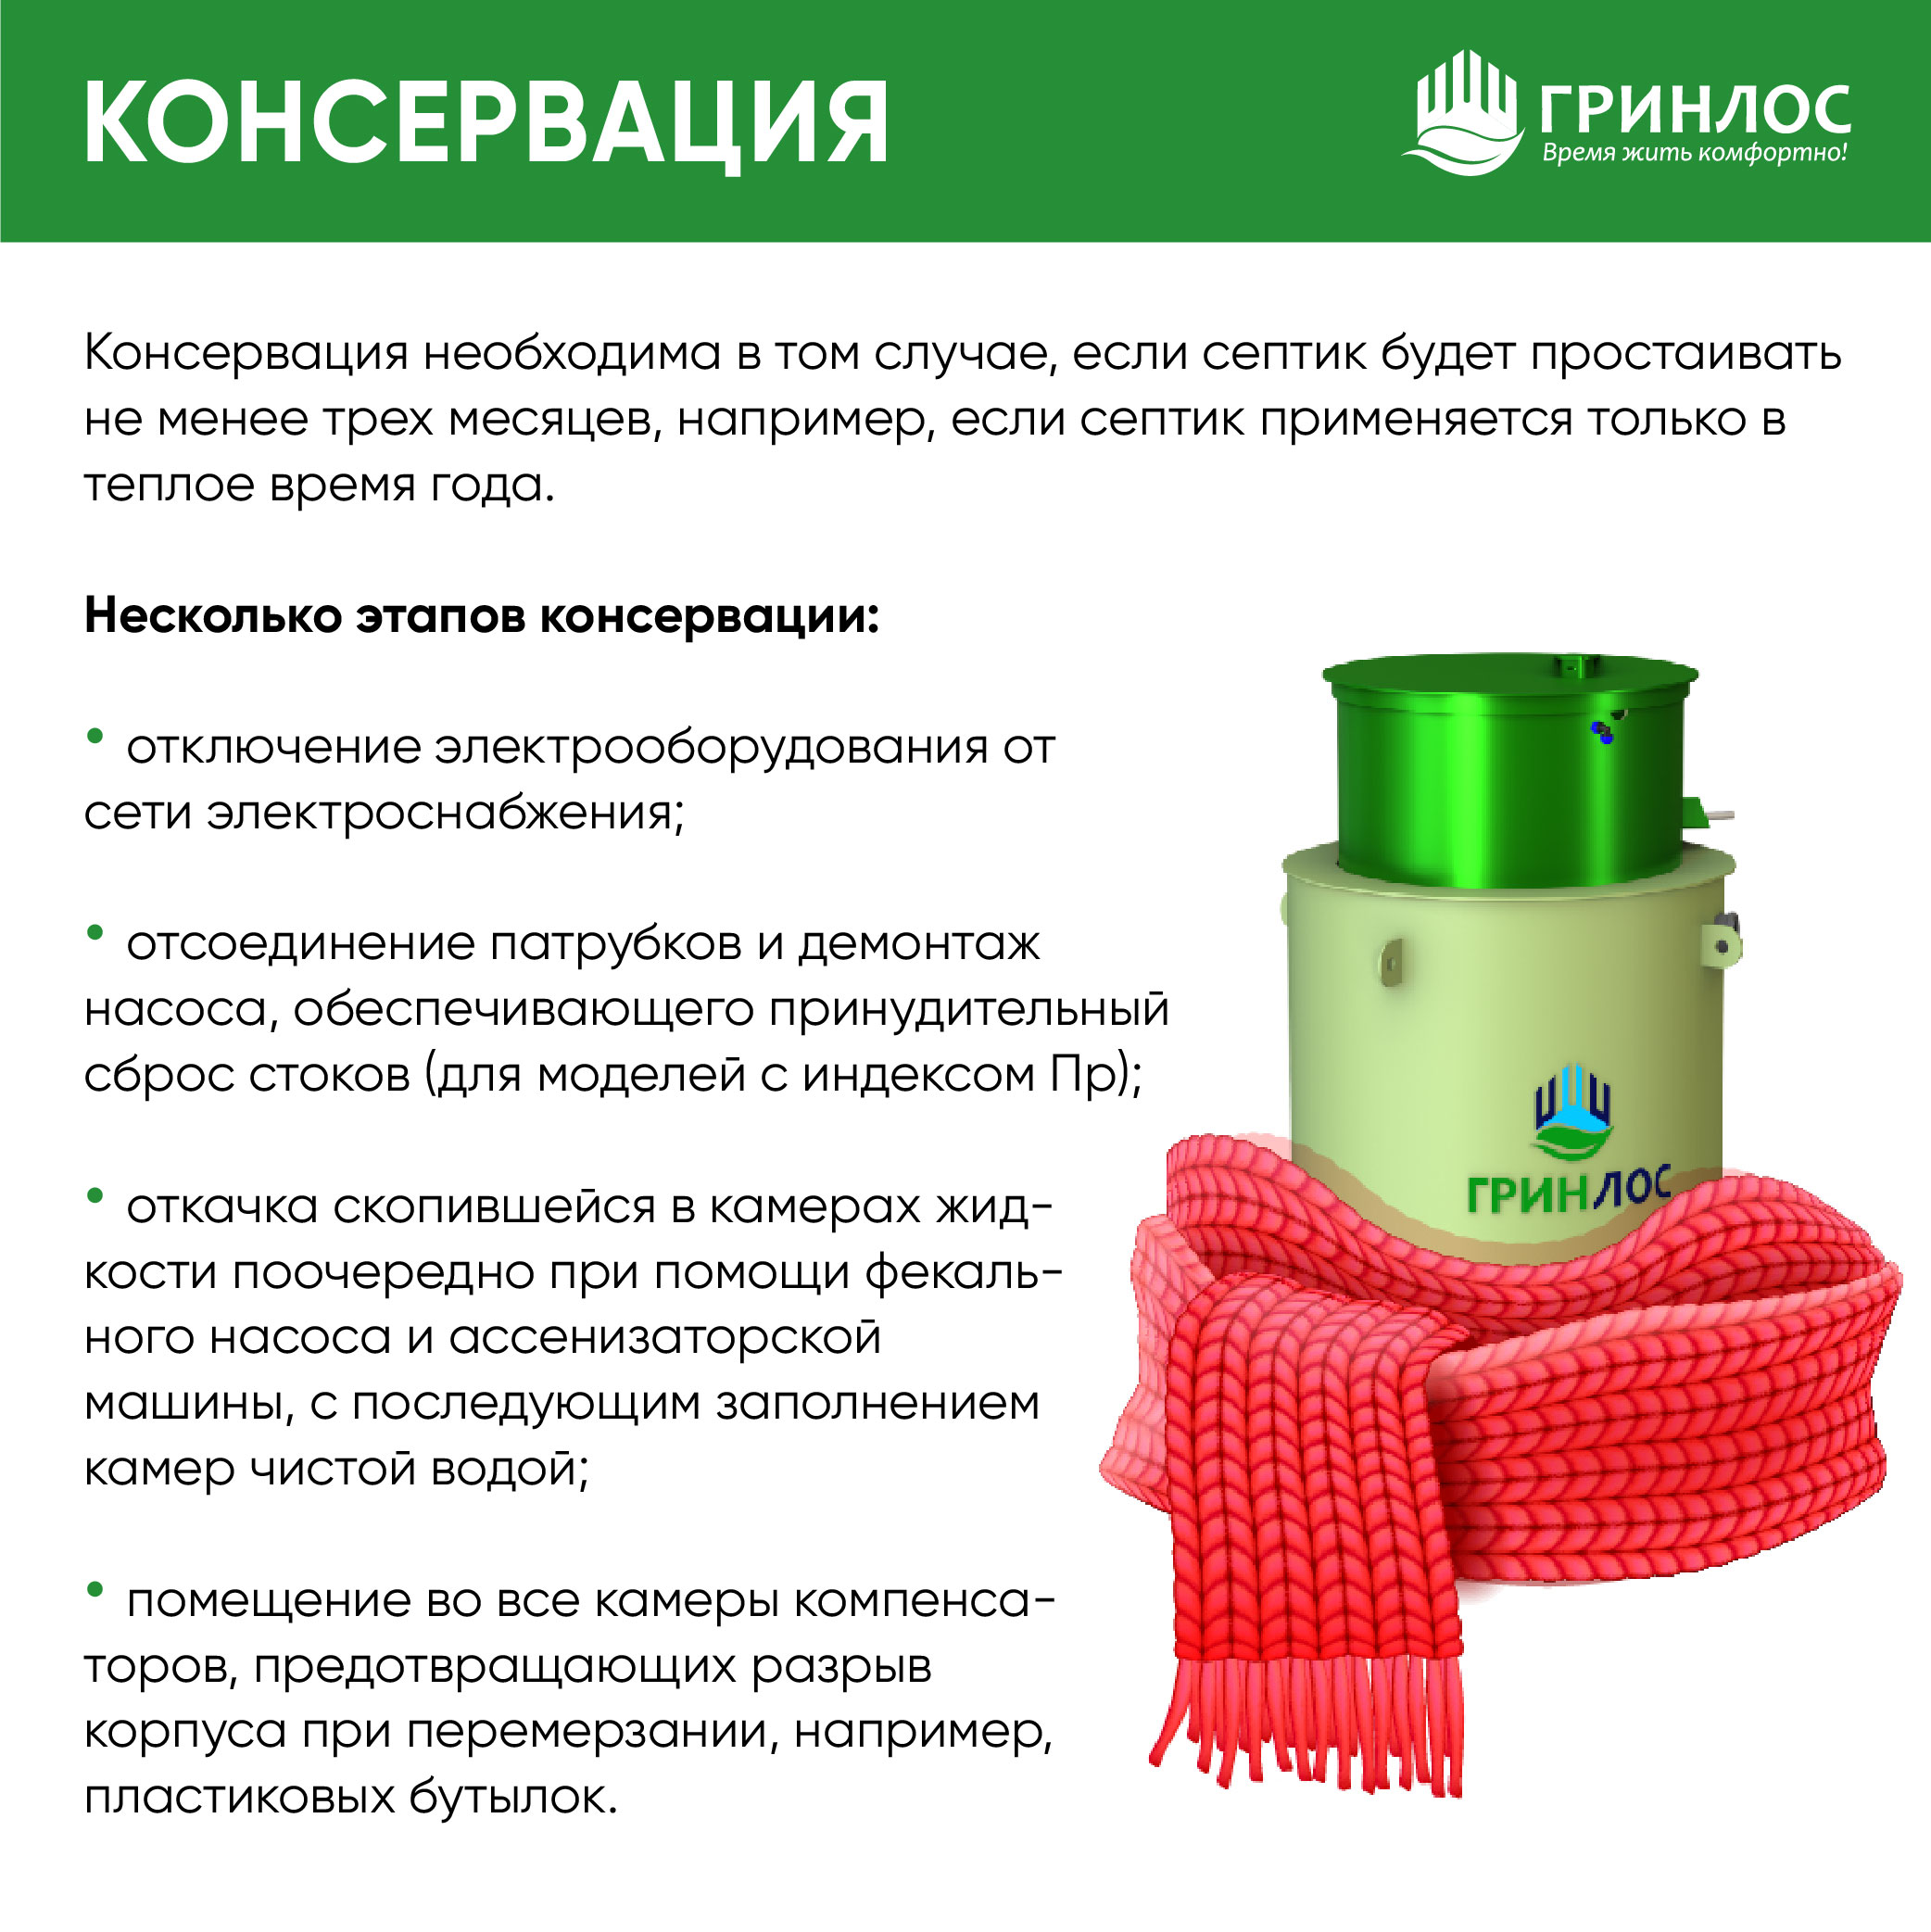 КОНСЕРВАЦИЯ
ГРИНЛОС
Время жить комфортно!
Консервация необходима в том случае, если септик будет простаивать
не менее трех месяцев, например, если септик применяется только в
теплое время года.
Несколько этапов консервации:
• отключение электрооборудования от
сети электроснабжения;
• отсоединение патрубков и демонтаж
насоса, обеспечивающего принудительный
сброс стоков (для моделей с индексом Пр);
• откачка скопившейся в камерах жид-
кости поочередно при помощи фекаль-
ного насоса и ассенизаторской
машины, с последующим заполнением
камер чистой водой;
• помещение во все камеры компенса-
торов, предотвращающих разрыв
корпуса при перемерзании, например,
пластиковых бутылок.
ГРИНЛОС